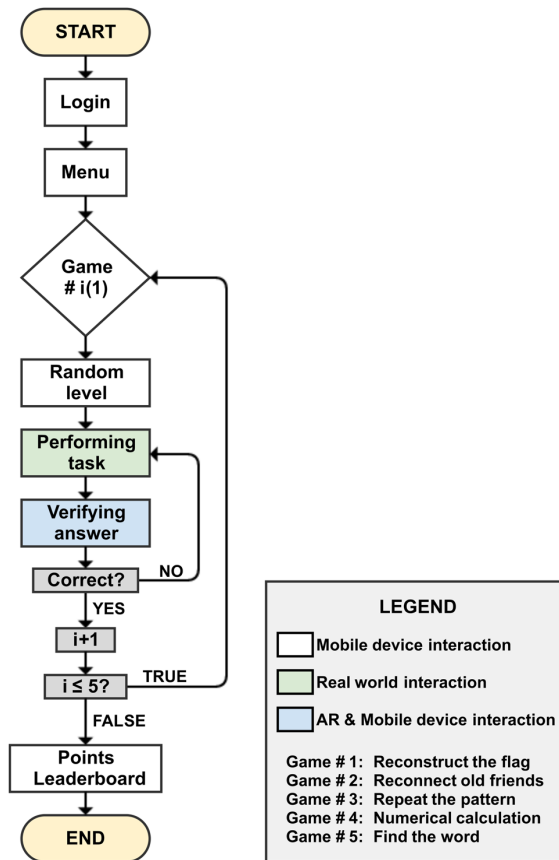 START
Login
Menu
Game
# i(1)
Random
level
Performing
task
Verifying
answer
Correct?
NO
YES
i+1
i ≤ 5?
TRUE
FALSE
Points
Leaderboard
END
LEGEND
Mobile device interaction
Real world interaction
AR & Mobile device interaction
Game # 1: Reconstruct the flag
Game # 2: Reconnect old friends
Game # 3: Repeat the pattern
Game # 4: Numerical calculation
Game # 5: Find the word